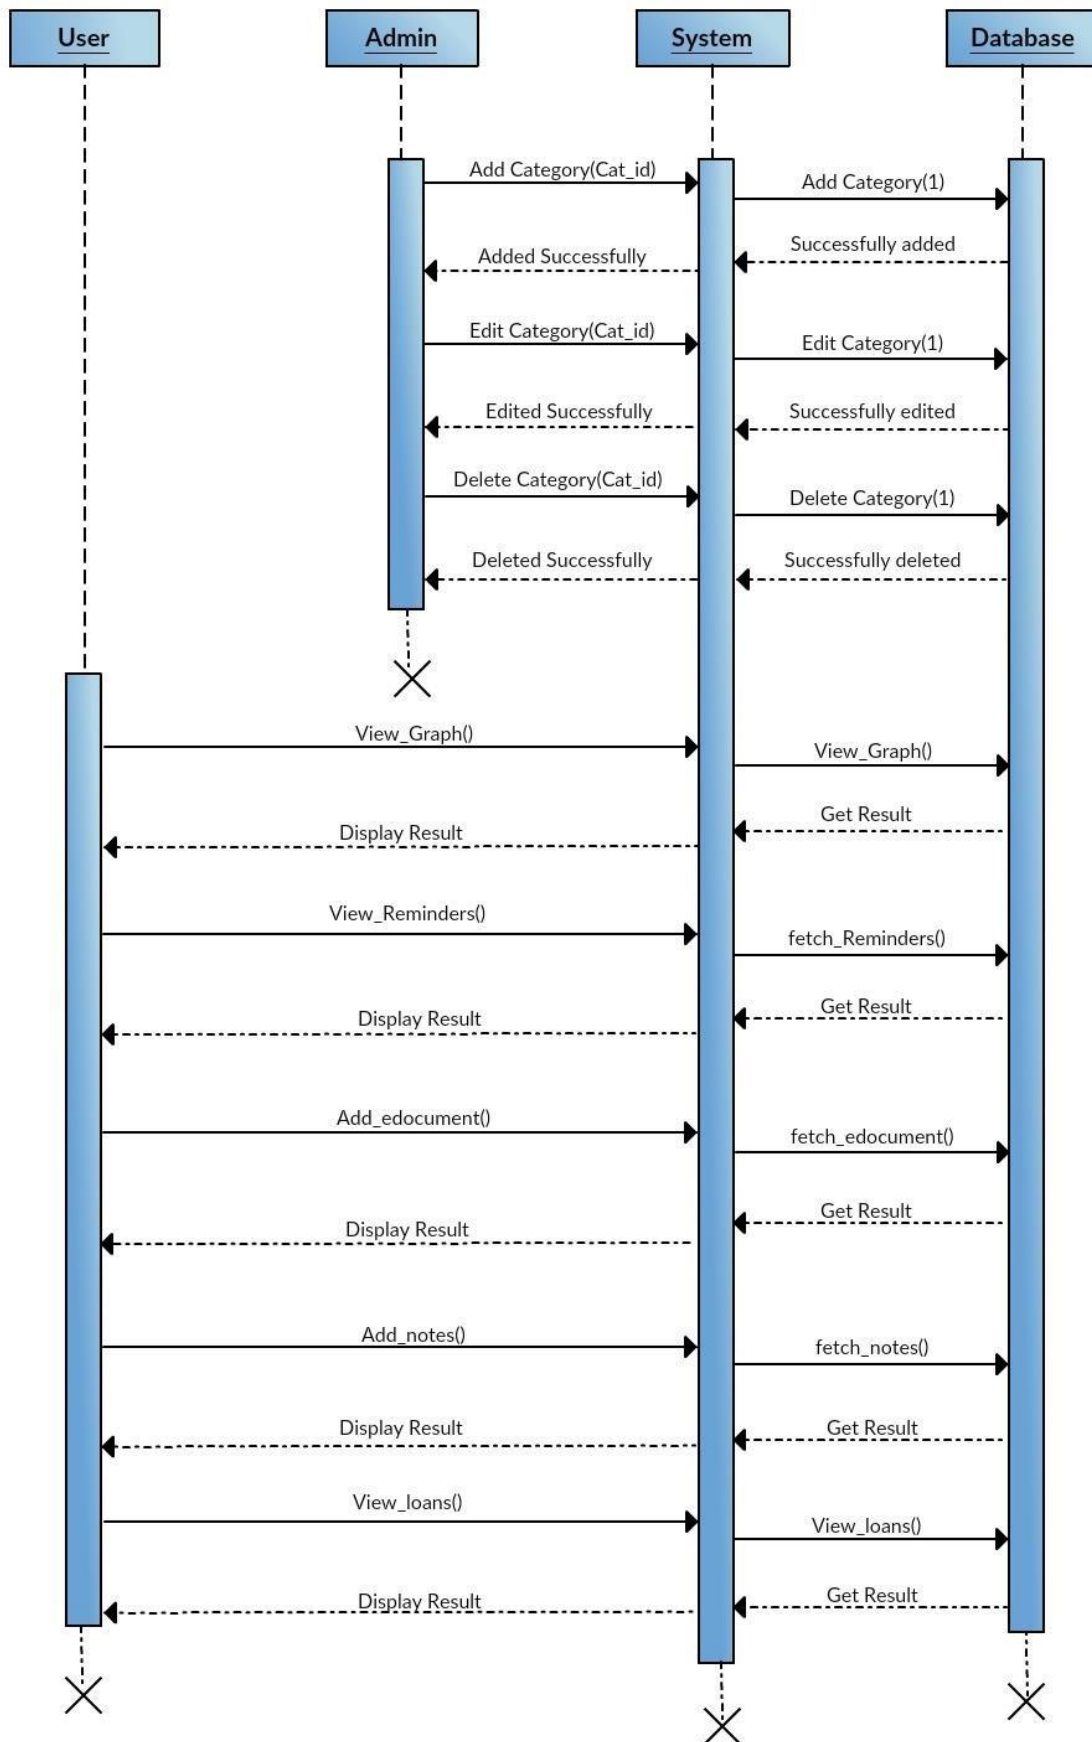 User
Admin
System
Database
Add Category(Cat_id)
Add Category(1)
Successfully added
Added Successfully
Edit Category(Cat_id)
Edit Category(1)
Edited Successfully
Successfully edited
Delete Category(Cat_id)
Delete Category(1)
Deleted Successfully
Successfully deleted
View_Graph()
View_Graph()
Get Result
Display Result
View_Reminders()
fetch_Reminders()
Get Result
Display Result
Add_edocument()
fetch_edocument()
Get Result
Display Result
Add_notes()
fetch_notes()
Get Result
Display Result
View_loans()
View_loans()
Get Result
Display Result